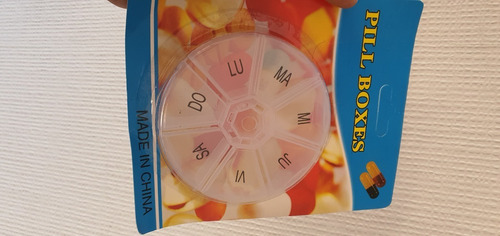 PILL BOXES
LU
MA
MI
JU
VI
SA
DO
MADE IN CHINA